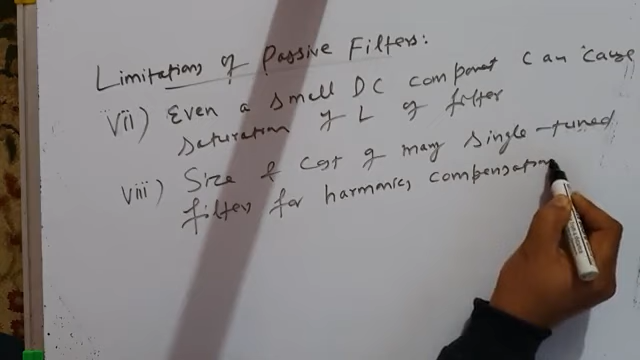 Limitations of Passive Filters:
vii) Even a small DC component can cause
saturation of L of filter
viii) Size & Cost of many single-tuned
filters for harmonics compensation